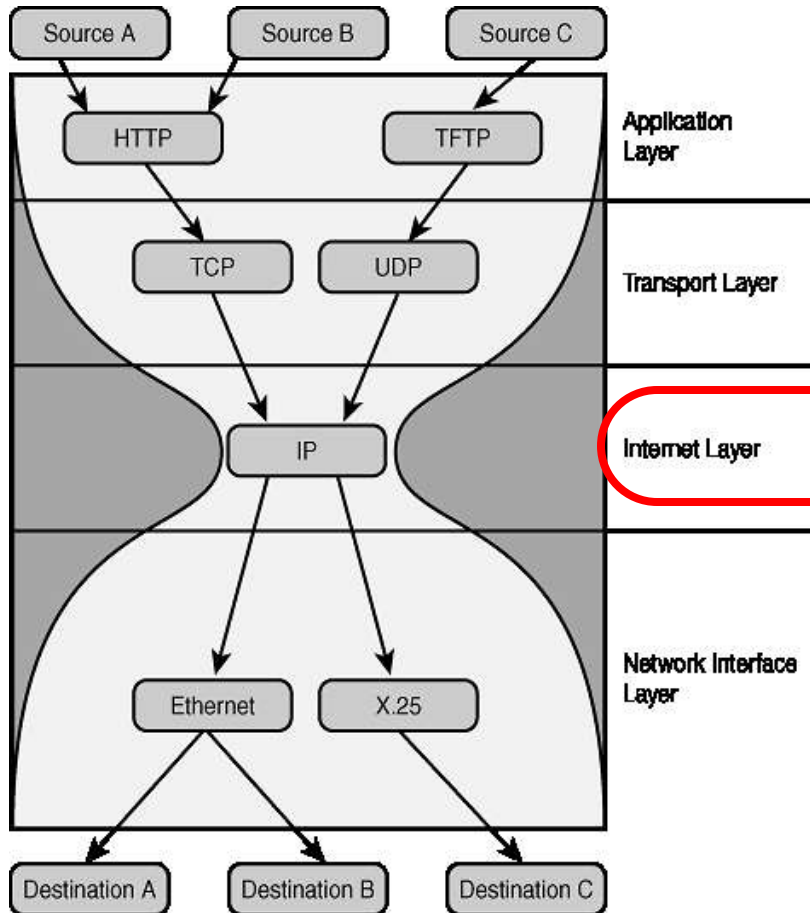 Source A
Source B
Source C
HTTP
TFTP
Application
Layer
TCP
UDP
Transport Layer
IP
Internet Layer
Ethernet
X.25
Network Interface
Layer
Destination A
Destination B
Destination C